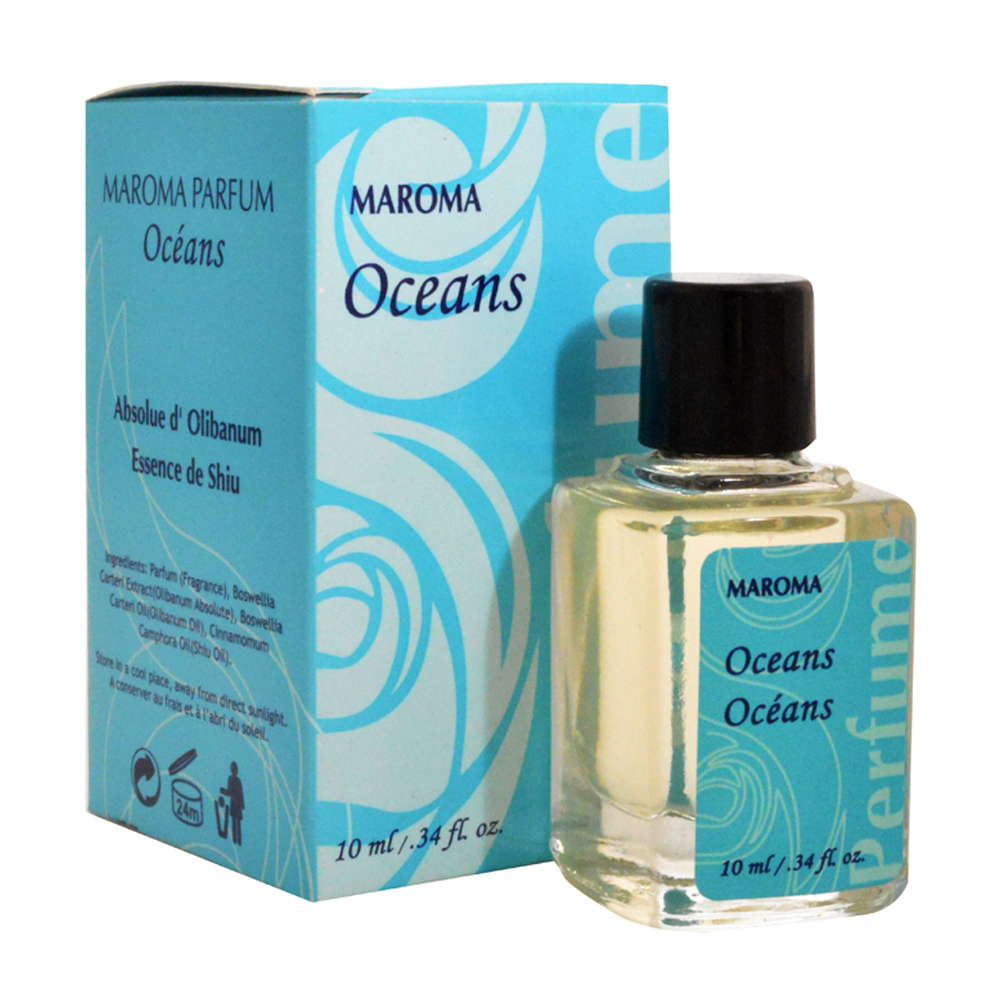 MAROMA PARFUM
Océans
Absolue d' Olibanum
Essence de Shiu
Ingredients: Parfum (Fragrance), Boswellia
Carteri Extract(Olibanum Absolute), Boswellia
Carteri Oil(Olibanum Oil), Cinnamomum
Camphora Oil(Shiu Oil).
Store in a cool place, away from direct sunlight.
A conserver au frais et à l'abri du soleil.
24m
MAROMA
Oceans
10 ml /.34 fl. oz.
ume
MAROMA
Oceans
Océans
10 ml /.34 fl. oz.
Perfume